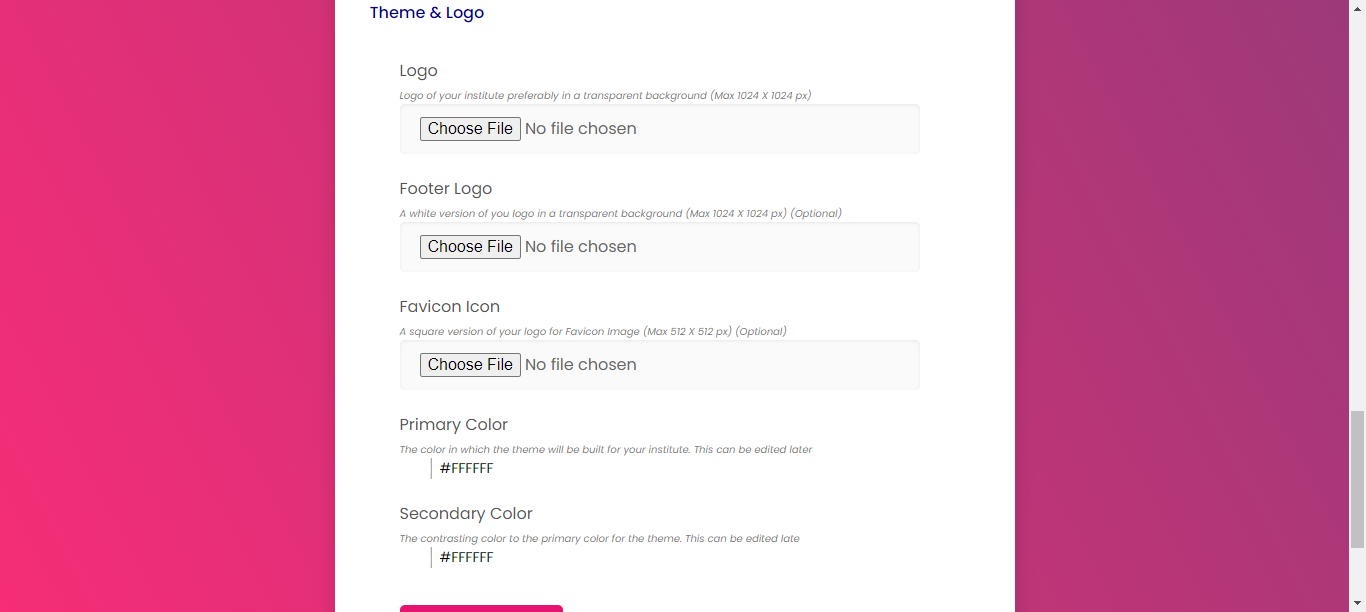 Theme & Logo
Logo
Logo of your institute preferably in a transparent background (Max 1024 X 1024 px)
Choose File No file chosen
Footer Logo
A white version of you logo in a transparent background (Max 1024 X 1024 px) (Optional)
Choose File No file chosen
Favicon Icon
A square version of your logo for Favicon Image (Max 512 X 512 px) (Optional)
Choose File No file chosen
Primary Color
The color in which the theme will be built for your institute. This can be edited later
#FFFFFF
Secondary Color
The contrasting color to the primary color for the theme. This can be edited late
#FFFFFF